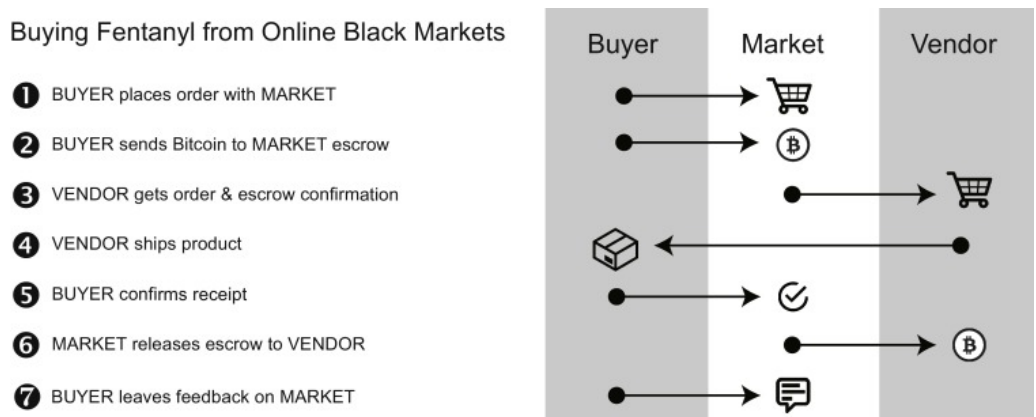 Buying Fentanyl from Online Black Markets
Buyer Market Vendor
1 BUYER places order with MARKET
2 BUYER sends Bitcoin to MARKET escrow
3 VENDOR gets order & escrow confirmation
4 VENDOR ships product
5 BUYER confirms receipt
6 MARKET releases escrow to VENDOR
7 BUYER leaves feedback on MARKET